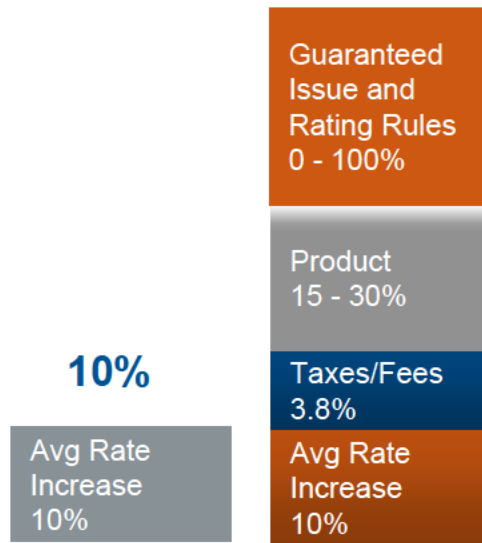 10%
Avg Rate
Increase
10%
Guaranteed
Issue and
Rating Rules
0 - 100%
Product
15 - 30%
Taxes/Fees
3.8%
Avg Rate
Increase
10%